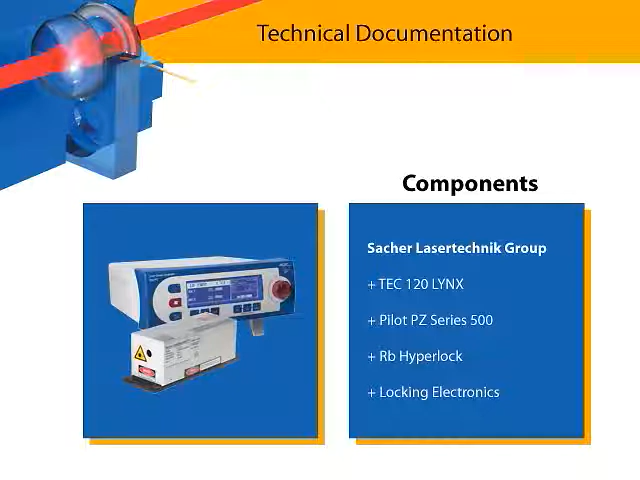 Technical Documentation
Components
Sacher Lasertechnik Group
+ TEC 120 LYNX
+ Pilot PZ Series 500
+ Rb Hyperlock
+ Locking Electronics